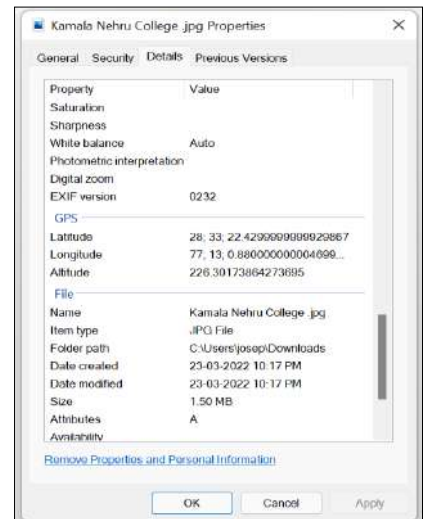 Kamala Nehru College .jpg Properties
General Security Details Previous Versions
Property Value
Saturation
Sharpness
White balance Auto
Photometric interpretation
Digital zoom
EXIF version 0232
GPS
Latitude 28; 33; 22.4299999999929867
Longitude 77; 13; 0.880000000004699...
Altitude 226.30173864273695
File
Name Kamala Nehru College .jpg
Item type JPG File
Folder path C:\Users\josep\Downloads
Date created 23-03-2022 10:17 PM
Date modified 23-03-2022 10:17 PM
Size 1.50 MB
Attributes A
Availability
Remove Properties and Personal Information
OK Cancel Apply